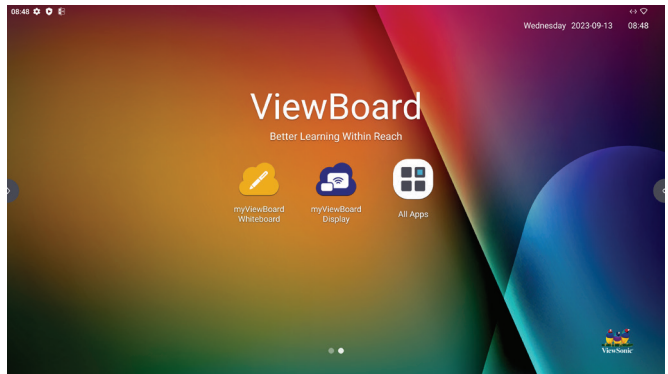 08:48
Wednesday 2023-09-13 08:48
ViewBoard
Better Learning Within Reach
myViewBoard
Whiteboard
myViewBoard
Display
All Apps
ViewSonic